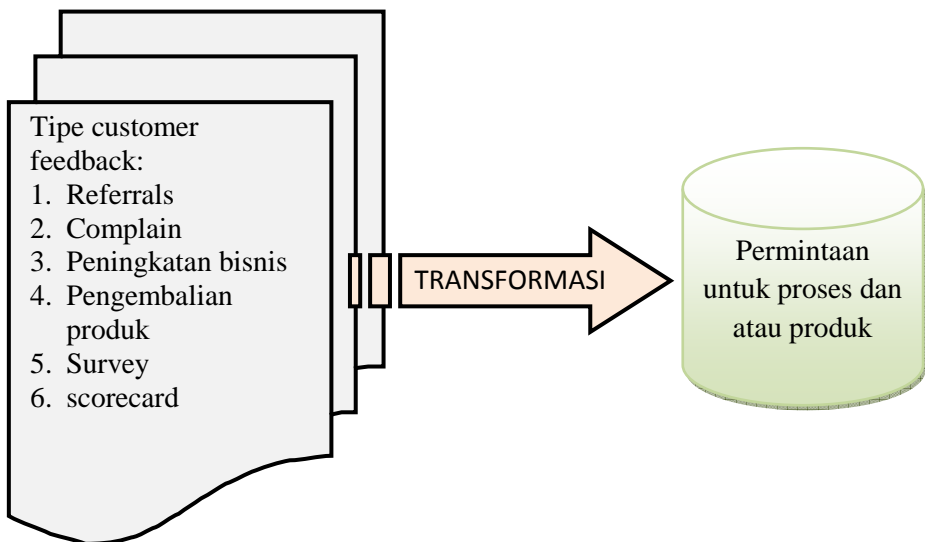 Tipe customer
feedback:
1. Referrals
2. Complain
3. Peningkatan bisnis
4. Pengembalian
produk
5. Survey
6. scorecard
TRANSFORMASI
Permintaan
untuk proses dan
atau produk